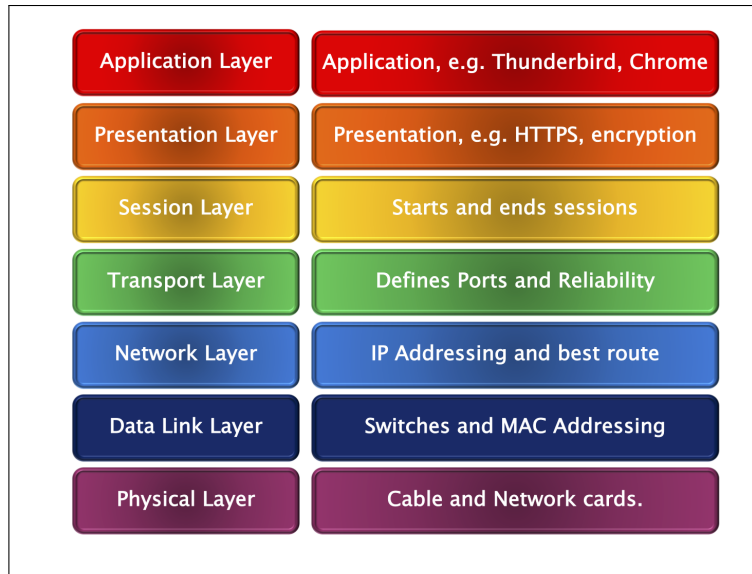 Application Layer
Application, e.g. Thunderbird, Chrome
Presentation Layer
Presentation, e.g. HTTPS, encryption
Session Layer
Starts and ends sessions
Transport Layer
Defines Ports and Reliability
Network Layer
IP Addressing and best route
Data Link Layer
Switches and MAC Addressing
Physical Layer
Cable and Network cards.